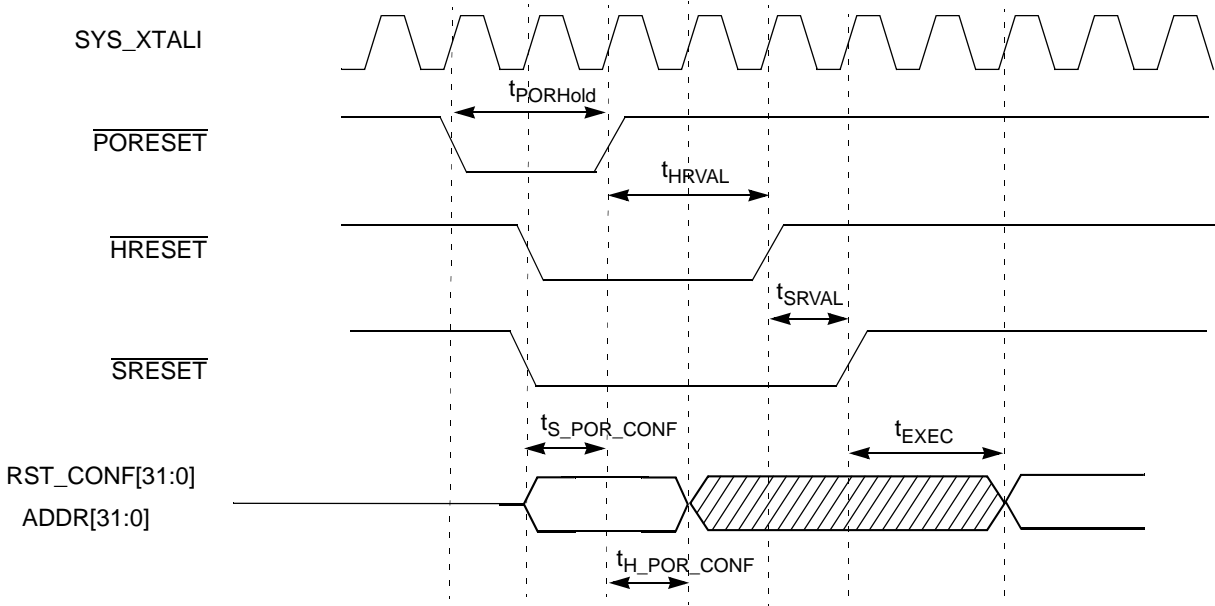 SYS_XTALI
tPORHold
PORESET
tHRVAL
HRESET
tSRVAL
SRESET
tS_POR_CONF
tEXEC
RST_CONF[31:0]
ADDR[31:0]
tH_POR_CONF